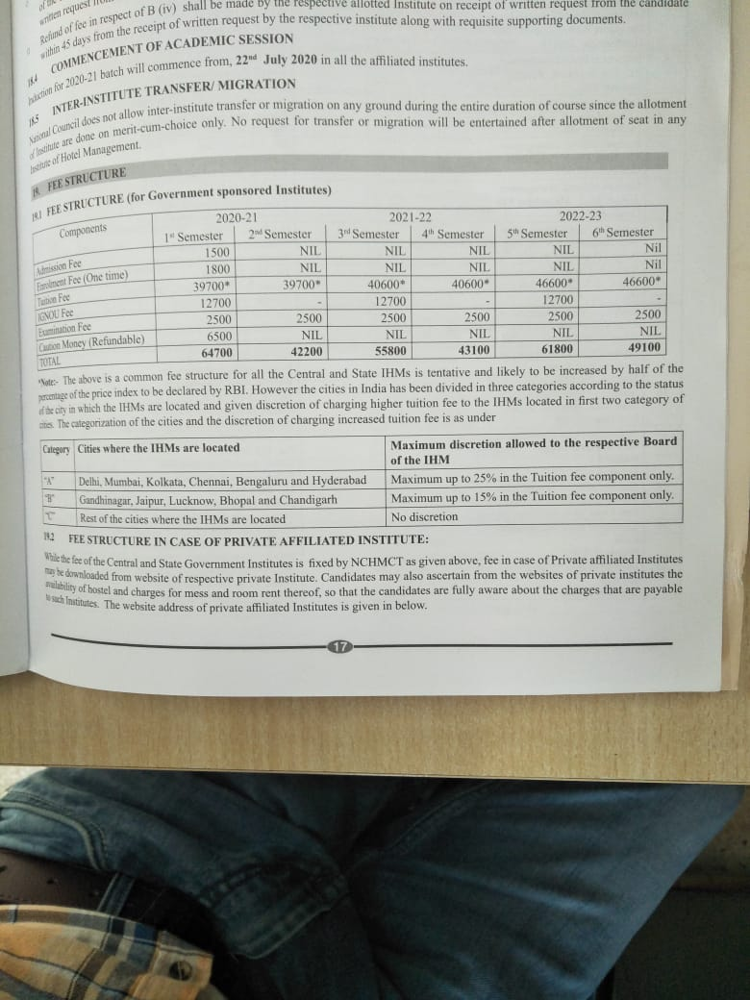 written request
Refund of fee in respect of B (iv) shall be made by the respective allotted Institute on receipt of written request from the candidate
within 45 days from the receipt of written request by the respective institute along with requisite supporting documents.
18.4 COMMENCEMENT OF ACADEMIC SESSION
Induction for 2020-21 batch will commence from, 22nd July 2020 in all the affiliated institutes.
18.5 INTER-INSTITUTE TRANSFER/ MIGRATION
National Council does not allow inter-institute transfer or migration on any ground during the entire duration of course since the allotment
of Institute are done on merit-cum-choice only. No request for transfer or migration will be entertained after allotment of seat in any
Institute of Hotel Management.
19. FEE STRUCTURE
19.1 FEE STRUCTURE (for Government sponsored Institutes)
Components 2020-21 2021-22 2022-23
1st Semester 2nd Semester 3rd Semester 4th Semester 5th Semester 6th Semester
Admission Fee 1500 NIL NIL NIL NIL Nil
Enrolment Fee (One time) 1800 NIL NIL NIL NIL Nil
Tuition Fee 39700* 39700* 40600* 40600* 46600* 46600*
IGNOU Fee 12700 - 12700 - 12700 -
Examination Fee 2500 2500 2500 2500 2500 2500
Caution Money (Refundable) 6500 NIL NIL NIL NIL NIL
TOTAL 64700 42200 55800 43100 61800 49100
*Note:- The above is a common fee structure for all the Central and State IHMs is tentative and likely to be increased by half of the
percentage of the price index to be declared by RBI. However the cities in India has been divided in three categories according to the status
of the city in which the IHMs are located and given discretion of charging higher tuition fee to the IHMs located in first two category of
cities. The categorization of the cities and the discretion of charging increased tuition fee is as under
Category Cities where the IHMs are located Maximum discretion allowed to the respective Board
of the IHM
"A" Delhi, Mumbai, Kolkata, Chennai, Bengaluru and Hyderabad Maximum up to 25% in the Tuition fee component only.
"B" Gandhinagar, Jaipur, Lucknow, Bhopal and Chandigarh Maximum up to 15% in the Tuition fee component only.
"C" Rest of the cities where the IHMs are located No discretion
19.2 FEE STRUCTURE IN CASE OF PRIVATE AFFILIATED INSTITUTE:
While the fee of the Central and State Government Institutes is fixed by NCHMCT as given above, fee in case of Private affiliated Institutes
may be downloaded from website of respective private Institute. Candidates may also ascertain from the websites of private institutes the
availability of hostel and charges for mess and room rent thereof, so that the candidates are fully aware about the charges that are payable
to such Institutes. The website address of private affiliated Institutes is given in below.
17